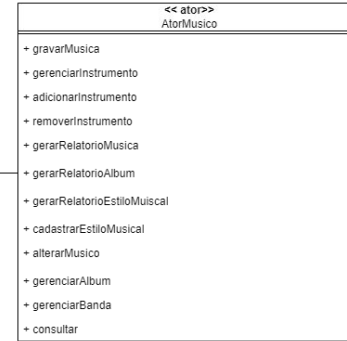 << ator>>
AtorMusico
+ gravarMusica
+ gerenciarInstrumento
+ adicionarInstrumento
+ removerInstrumento
+ gerarRelatorioMusica
+ gerarRelatorioAlbum
+ gerarRelatorioEstiloMuiscal
+ cadastrarEstiloMusical
+ alterarMusico
+ gerenciarAlbum
+ gerenciarBanda
+ consultar